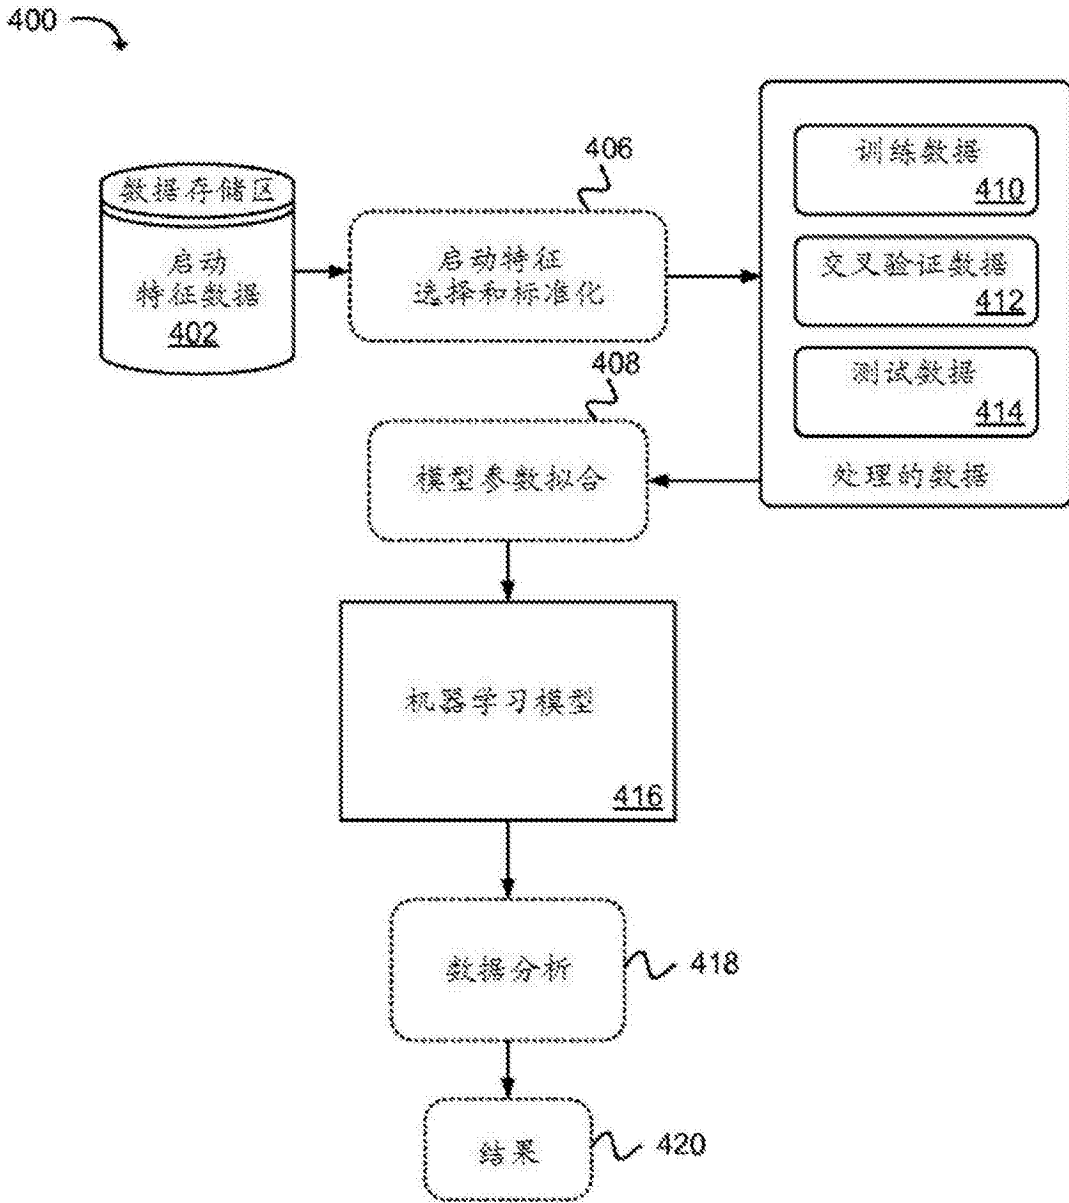 400
数据存储区
启动
特征数据
402
406
启动特征
选择和标准化
训练数据
410
交叉验证数据
412
测试数据
414
处理的数据
408
模型参数拟合
机器学习模型
416
数据分析
418
结果
420